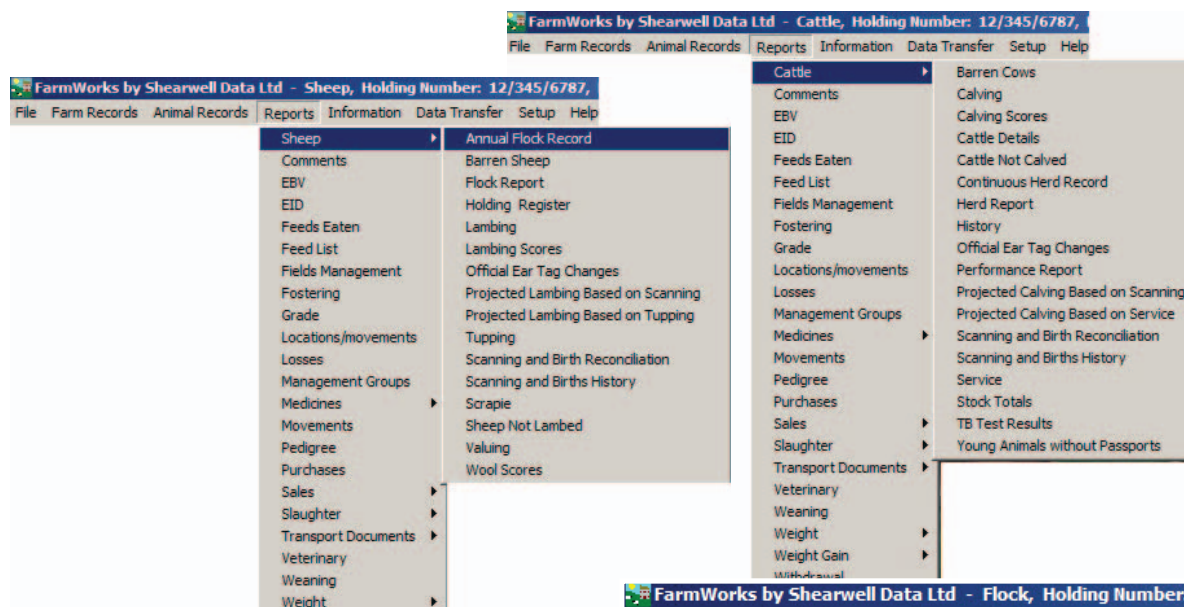 FarmWorks by Shearwell Data Ltd - Cattle, Holding Number: 12/345/6787,
File Farm Records Animal Records Reports Information Data Transfer Setup Help
Cattle
Comments
EBV
EID
Feeds Eaten
Feed List
Fields Management
Fostering
Grade
Locations/movements
Losses
Management Groups
Medicines
Movements
Pedigree
Purchases
Sales
Slaughter
Transport Documents
Veterinary
Weaning
Weight
Weight Gain
Withdrawal
Barren Cows
Calving
Calving Scores
Cattle Details
Cattle Not Calved
Continuous Herd Record
Herd Report
History
Official Ear Tag Changes
Performance Report
Projected Calving Based on Scanning
Projected Calving Based on Service
Scanning and Birth Reconciliation
Scanning and Births History
Service
Stock Totals
TB Test Results
Young Animals without Passports
FarmWorks by Shearwell Data Ltd - Sheep, Holding Number: 12/345/6787,
File Farm Records Animal Records Reports Information Data Transfer Setup Help
Sheep
Comments
EBV
EID
Feeds Eaten
Feed List
Fields Management
Fostering
Grade
Locations/movements
Losses
Management Groups
Medicines
Movements
Pedigree
Purchases
Sales
Slaughter
Transport Documents
Veterinary
Weaning
Weight
Annual Flock Record
Barren Sheep
Flock Report
Holding Register
Lambing
Lambing Scores
Official Ear Tag Changes
Projected Lambing Based on Scanning
Projected Lambing Based on Tupping
Tupping
Scanning and Birth Reconciliation
Scanning and Births History
Scrapie
Sheep Not Lambed
Valuing
Wool Scores
FarmWorks by Shearwell Data Ltd - Flock, Holding Number